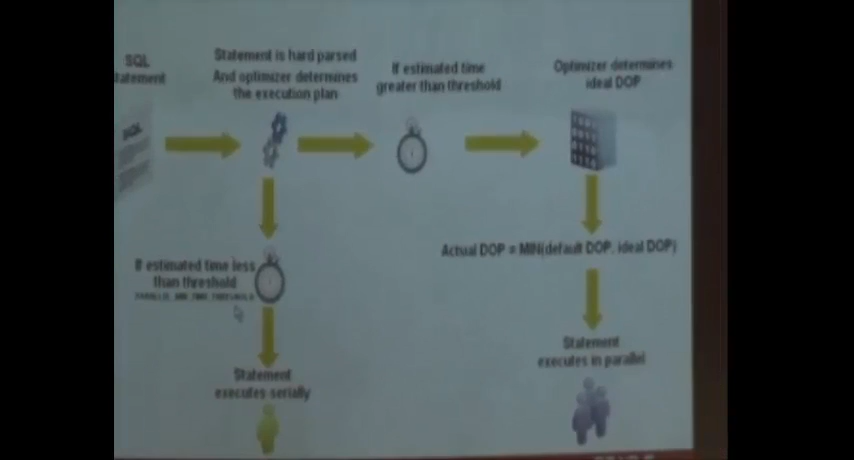 SQL
statement
Statement is hard parsed
And optimizer determines
the execution plan
If estimated time
greater than threshold
Optimizer determines
ideal DOP
SQL
If estimated time less
than threshold
PARALLEL_MIN_TIME_THRESHOLD
Actual DOP = MIN(default DOP, ideal DOP)
Statement
executes serially
Statement
executes in parallel